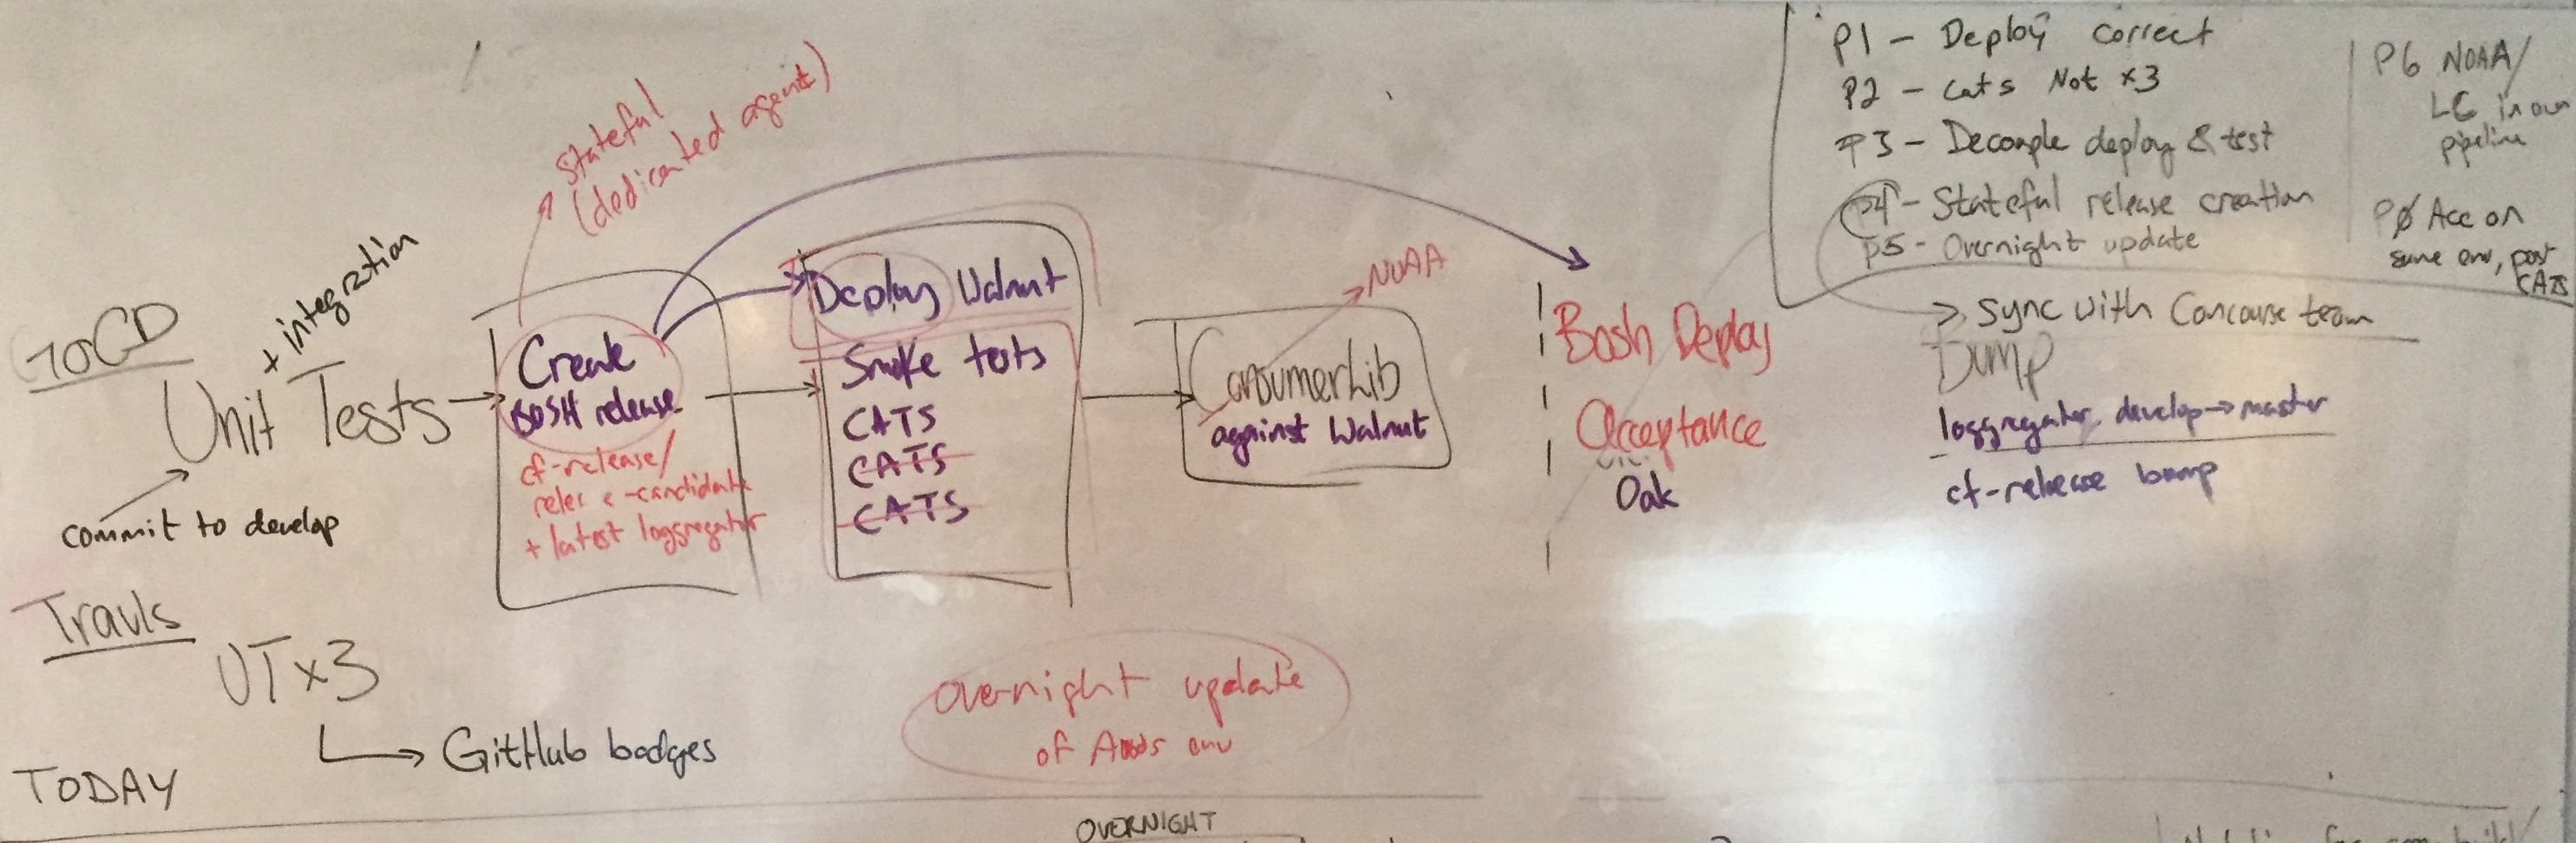 GOCD
Unit Tests
+ integration
commit to develop
Stateful
(dedicated agent)
Create
BOSH release
cf-release/
release-candidate
+ latest loggregator
Deploy Walnut
Smoke tests
CATS
CATS
CATS
NOAA
ConsumerLib
against Walnut
Bosh Deploy
Acceptance
Oak
P1 - Deploy correct
P2 - Cats Not x3
P3 - Decouple deploy & test
P4 - Stateful release creation
P5 - Overnight update
P6 NOAA/
LG in own
pipeline
PØ Acc on
same env, post
CATS
Sync with Concourse team
BUMP
loggregator develop → master
cf-release bump
Travis
UT x3
GitHub badges
overnight update
of env
TODAY
OVERNIGHT